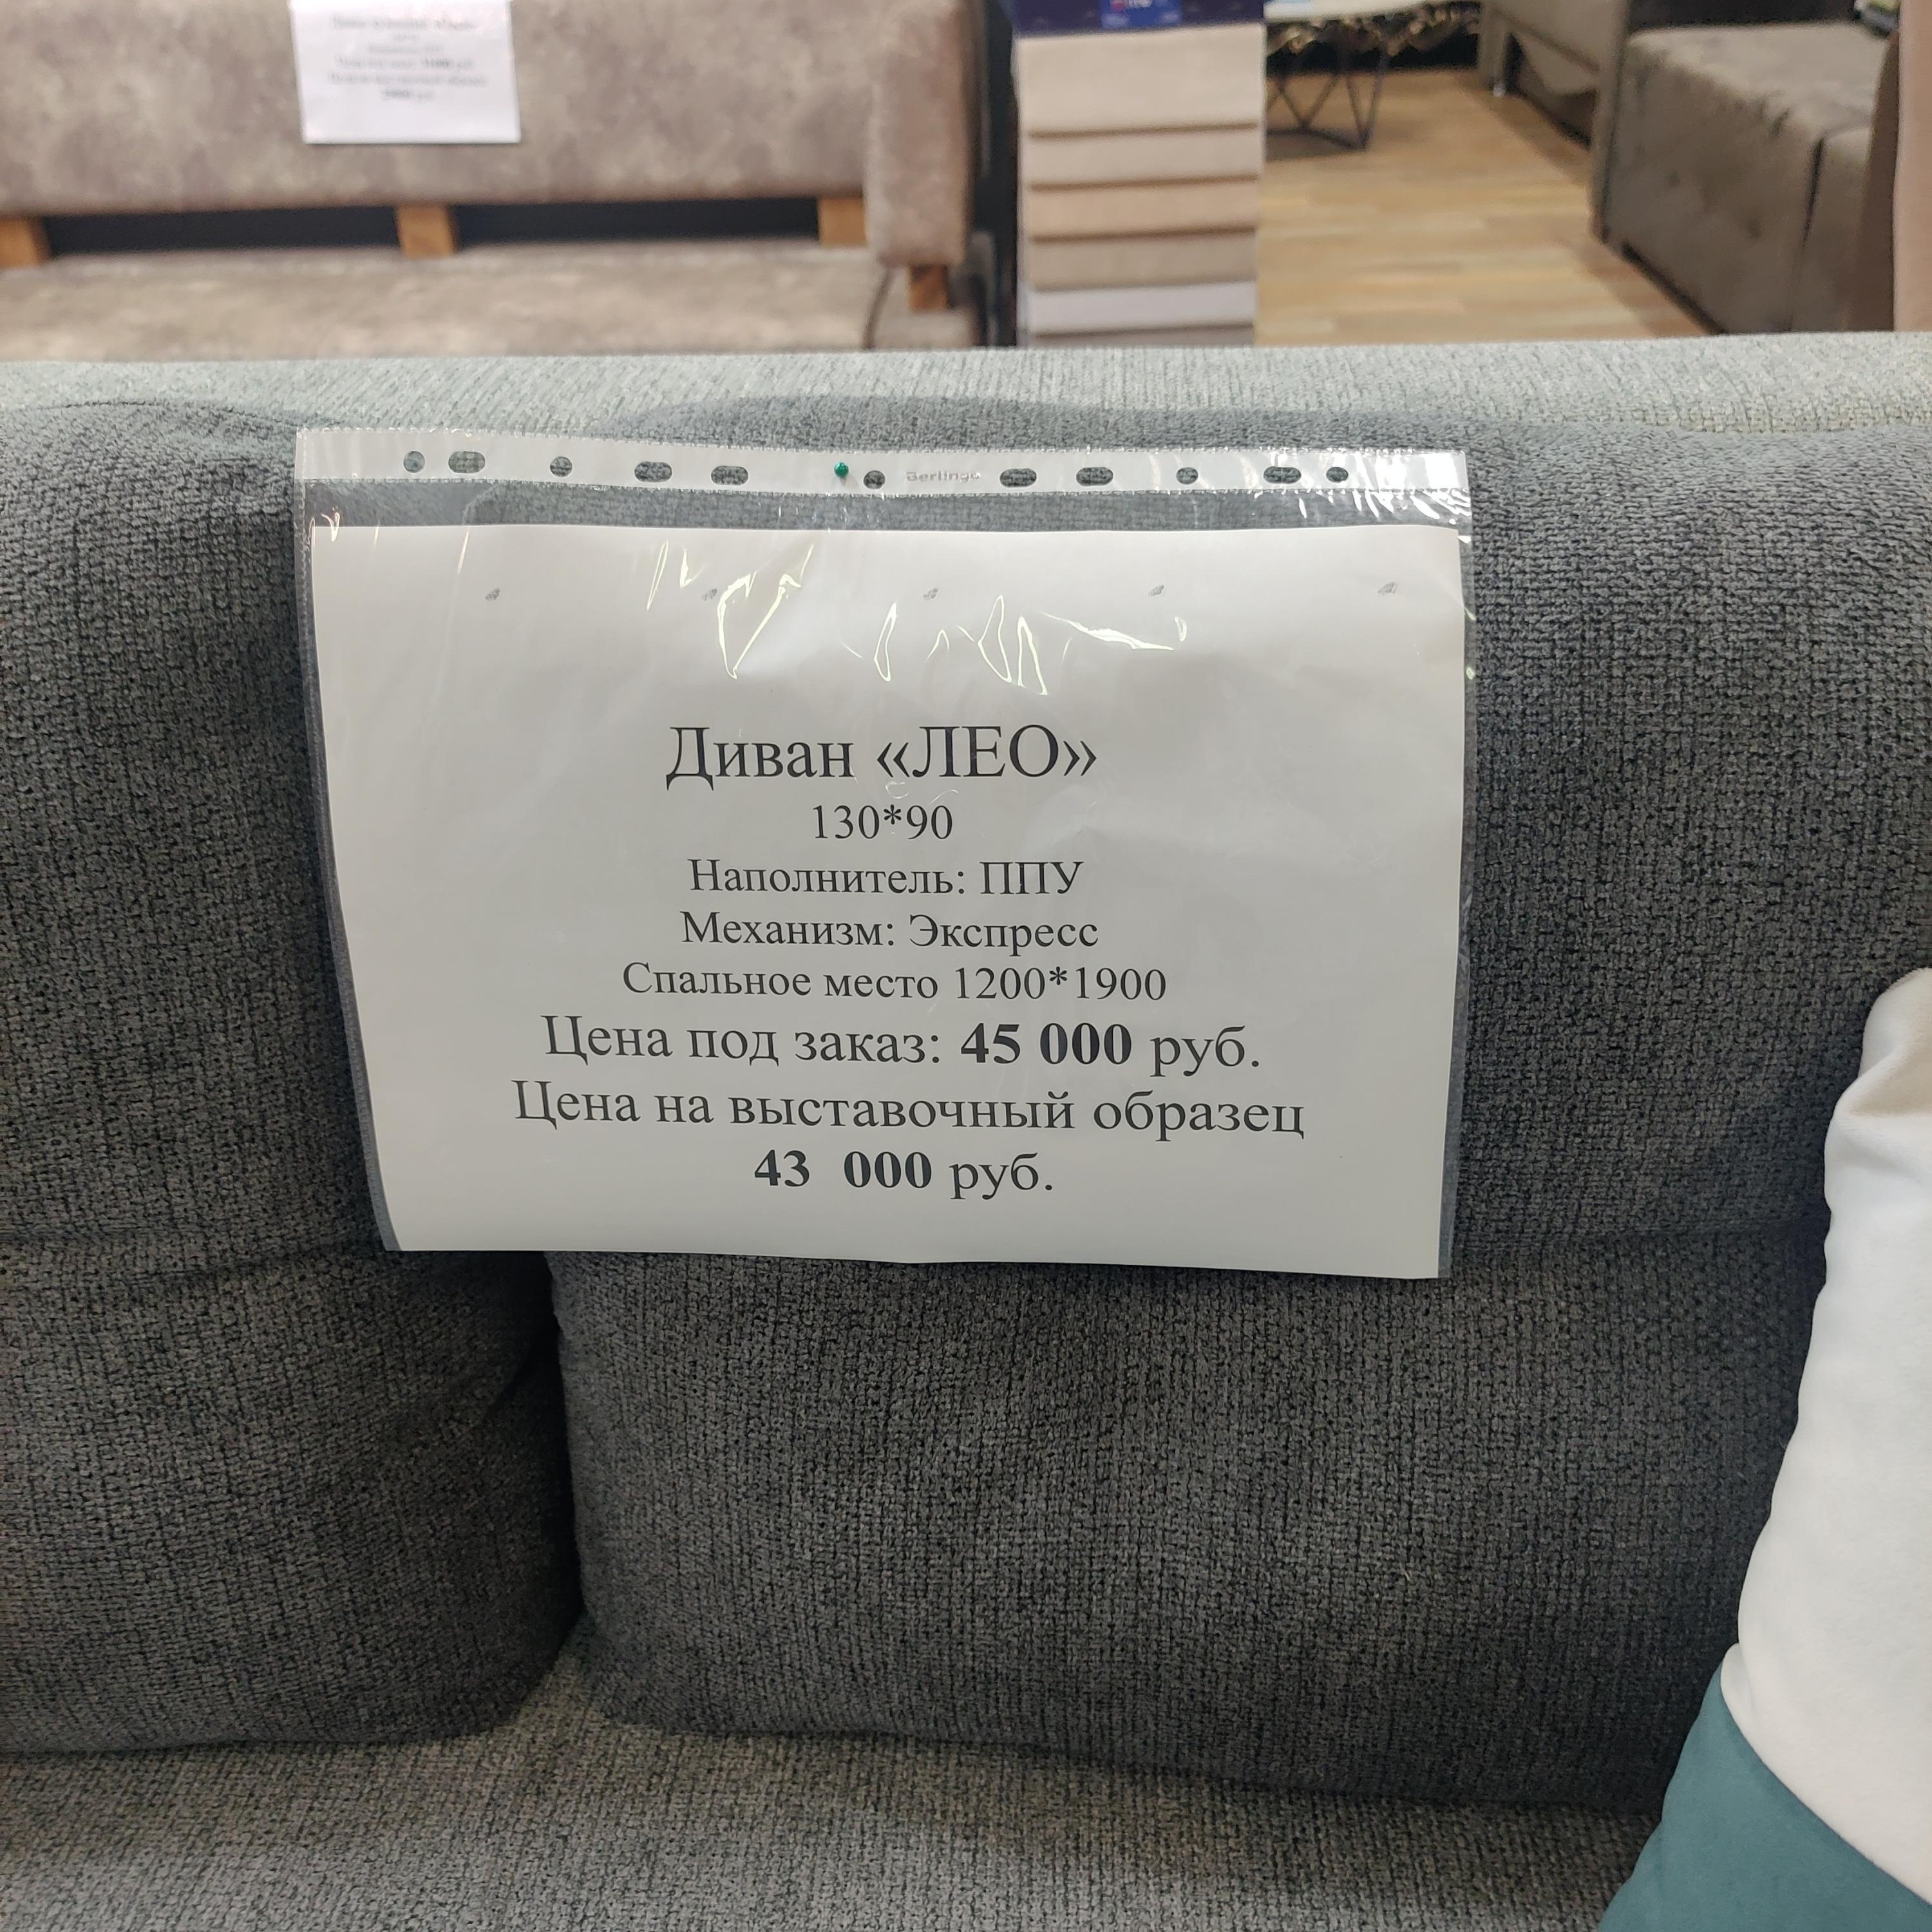 Berlingo
Диван «ЛЕО»
130*90
Наполнитель: ППУ
Механизм: Экспресс
Спальное место 1200*1900
Цена под заказ: 45 000 руб.
Цена на выставочный образец
43 000 руб.